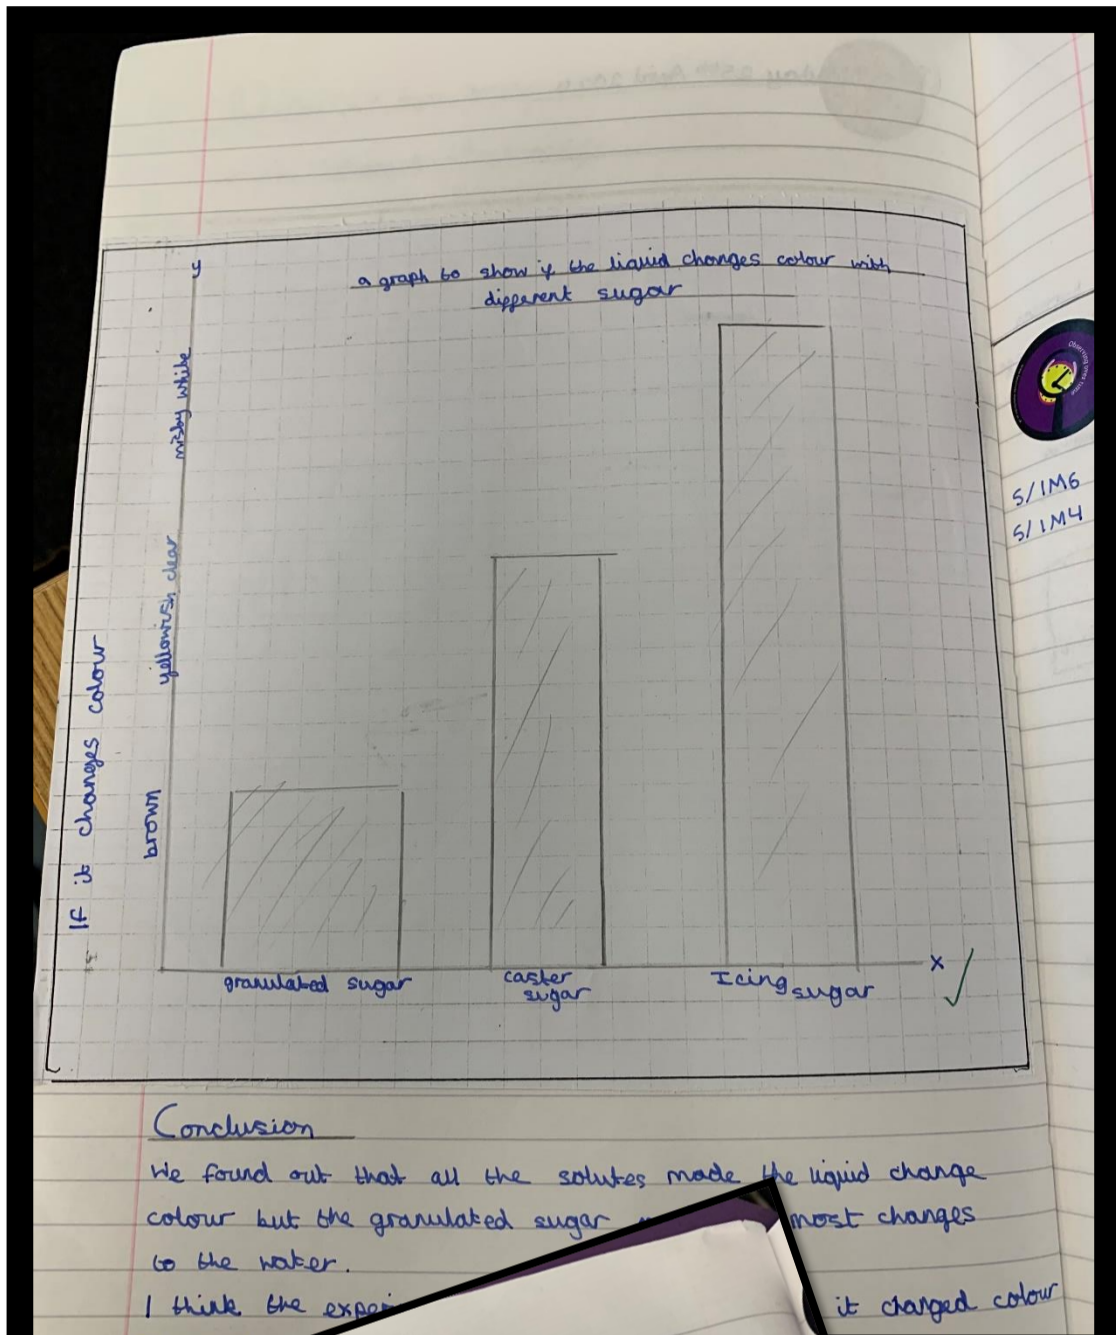 a graph to show if the liquid changes colour with
different sugar
y
misty white
yellowish clear
brown
If it changes colour
granulated sugar
caster
sugar
Icing sugar
x
S/1M6
S/1M4
Conclusion
We found out that all the solutes made the liquid change
colour but the granulated sugar most changes
to the water.
I think the it changed colour